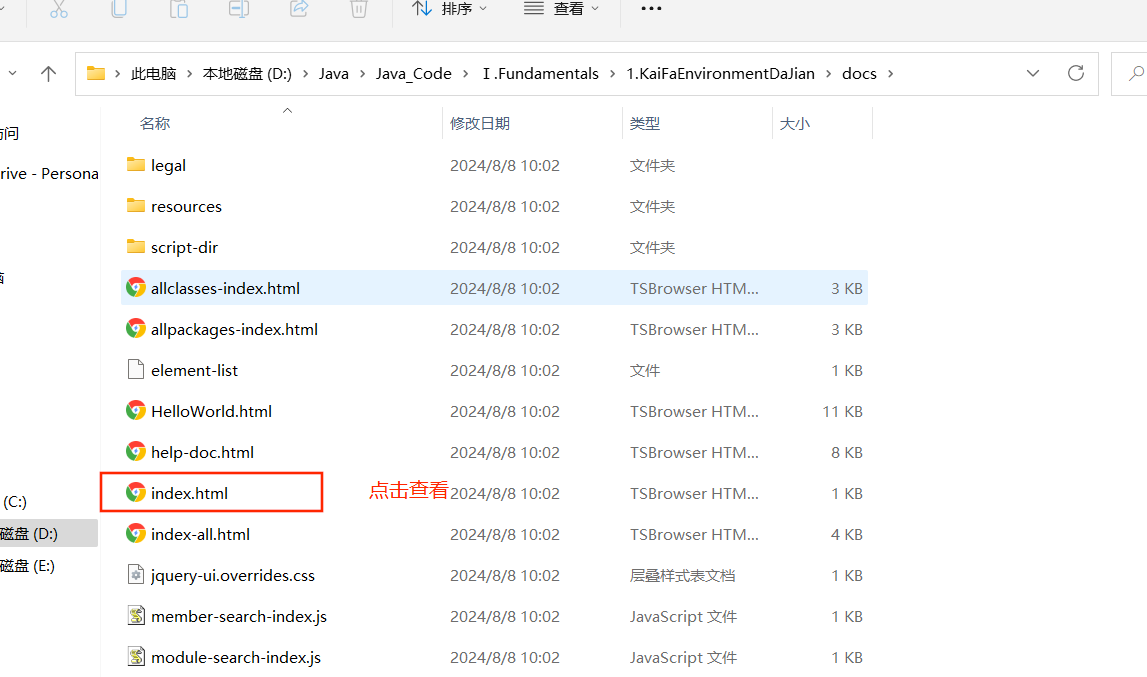 排序 查看
此电脑 本地磁盘 (D:) Java Java_Code I .Fundamentals 1.KaiFaEnvironmentDaJian docs
名称 修改日期 类型 大小
访问
legal 2024/8/8 10:02 文件夹
rive - Persona
resources 2024/8/8 10:02 文件夹
script-dir 2024/8/8 10:02 文件夹
allclasses-index.html 2024/8/8 10:02 TSBrowser HTM... 3 KB
allpackages-index.html 2024/8/8 10:02 TSBrowser HTM... 3 KB
element-list 2024/8/8 10:02 文件 1 KB
HelloWorld.html 2024/8/8 10:02 TSBrowser HTM... 11 KB
help-doc.html 2024/8/8 10:02 TSBrowser HTM... 8 KB
index.html 点击查看 2024/8/8 10:02 TSBrowser HTM... 1 KB
(C:)
index-all.html 2024/8/8 10:02 TSBrowser HTM... 4 KB
磁盘 (D:)
磁盘 (E:)
jquery-ui.overrides.css 2024/8/8 10:02 层叠样式表文档 1 KB
member-search-index.js 2024/8/8 10:02 JavaScript 文件 1 KB
module-search-index.js 2024/8/8 10:02 JavaScript 文件 1 KB